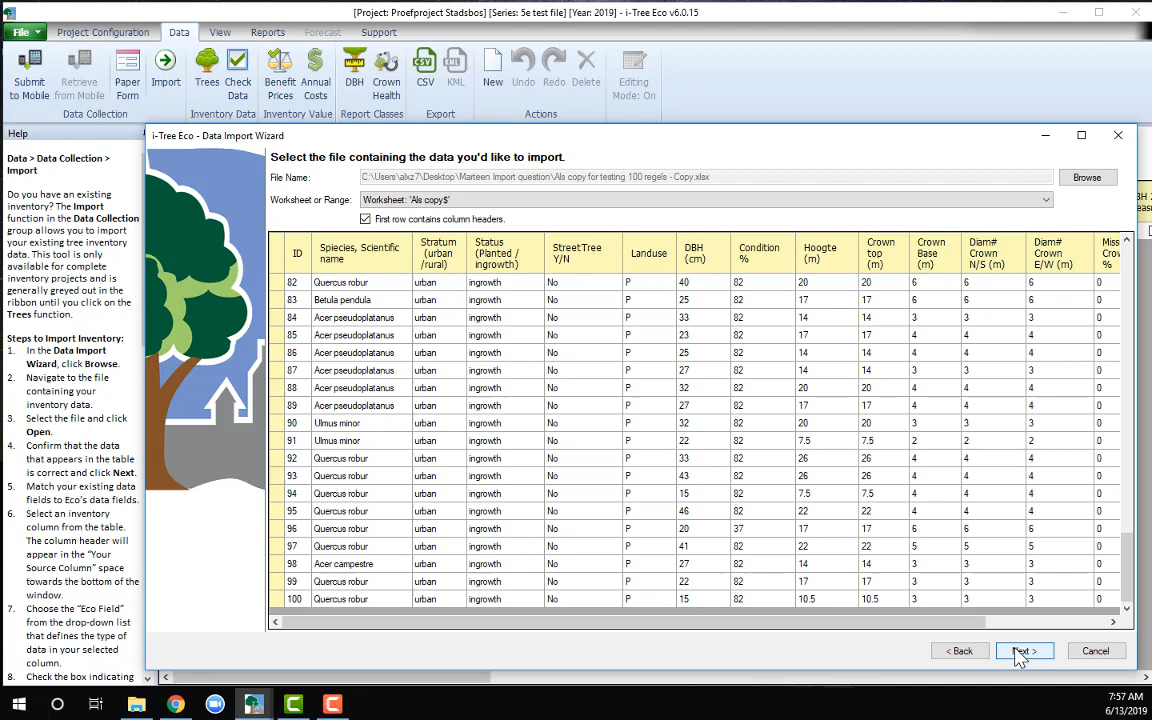 [Project: Proefproject Stadsbos] [Series: 5e test file] [Year: 2019] - i-Tree Eco v6.0.15
File Project Configuration Data View Reports Forecast Support
Submit to Mobile Retrieve from Mobile Paper Form Import Trees Check Data Benefit Prices Annual Costs DBH Crown Health CSV KML New Undo Redo Delete Editing Mode: On
Data Collection Inventory Data Inventory Value Report Classes Export Actions
Help
Data > Data Collection >
Import
Do you have an existing
inventory? The Import
function in the Data Collection
group allows you to import
your existing tree inventory
data. This tool is only
available for complete
inventory projects and is
generally greyed out in the
ribbon until you click on the
Trees function.
Steps to Import Inventory:
1. In the Data Import
Wizard, click Browse.
2. Navigate to the file
containing your
inventory data.
3. Select the file and click
Open.
4. Confirm that the data
that appears in the table
is correct and click Next.
5. Match your existing data
fields to Eco's data fields.
6. Select an inventory
column from the table.
The column header will
appear in the "Your
Source Column" space
towards the bottom of the
window.
7. Choose the "Eco Field"
from the drop-down list
that defines the type of
data in your selected
column.
8. Check the box indicating
i-Tree Eco - Data Import Wizard
Select the file containing the data you'd like to import.
File Name: C:\Users\alxz7\Desktop\Marteen Import question\Als copy for testing 100 regels - Copy.xlsx Browse
Worksheet or Range: Worksheet: 'Als copy$'
First row contains column headers.
ID Spiecies, Scientific name Stratum (urban /rural) Status (Planted / ingrowth) StreetTree Y/N Landuse DBH (cm) Condition % Hoogte (m) Crown top (m) Crown Base (m) Diam# Crown N/S (m) Diam# Crown E/W (m) Miss Crow %
82 Quercus robur urban ingrowth No P 40 82 20 20 6 6 6 0
83 Betula pendula urban ingrowth No P 25 82 17 17 6 6 6 0
84 Acer pseudoplatanus urban ingrowth No P 33 82 14 14 3 3 3 0
85 Acer pseudoplatanus urban ingrowth No P 23 82 17 17 4 4 4 0
86 Acer pseudoplatanus urban ingrowth No P 25 82 14 14 4 4 4 0
87 Acer pseudoplatanus urban ingrowth No P 27 82 14 14 3 3 3 0
88 Acer pseudoplatanus urban ingrowth No P 32 82 20 20 4 4 4 0
89 Acer pseudoplatanus urban ingrowth No P 27 82 17 17 4 4 4 0
90 Ulmus minor urban ingrowth No P 32 82 20 20 3 3 3 0
91 Ulmus minor urban ingrowth No P 22 82 7.5 7.5 2 2 2 0
92 Quercus robur urban ingrowth No P 33 82 26 26 4 4 4 0
93 Quercus robur urban ingrowth No P 43 82 26 26 4 4 4 0
94 Quercus robur urban ingrowth No P 15 82 7.5 7.5 4 4 4 0
95 Quercus robur urban ingrowth No P 46 82 22 22 4 4 4 0
96 Quercus robur urban ingrowth No P 20 37 17 17 6 6 6 0
97 Quercus robur urban ingrowth No P 41 82 22 22 5 5 5 0
98 Acer campestre urban ingrowth No P 27 82 14 14 3 3 3 0
99 Quercus robur urban ingrowth No P 22 82 17 17 3 3 3 0
100 Quercus robur urban ingrowth No P 15 82 10.5 10.5 3 3 3 0
< Back Next > Cancel
7:57 AM
6/13/2019